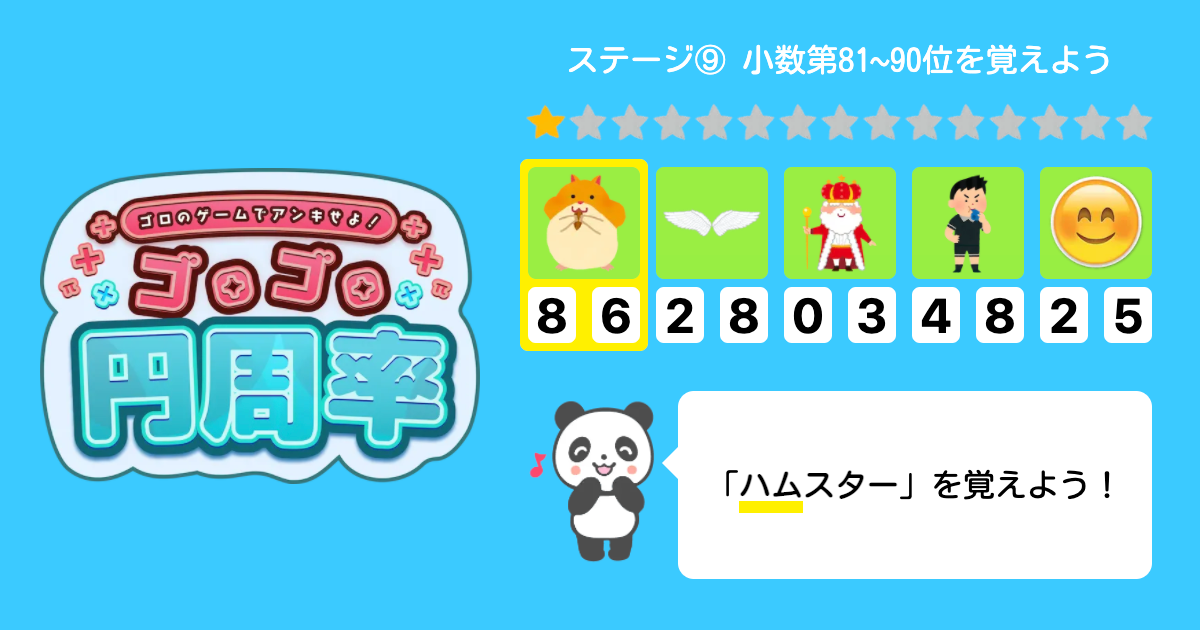 ステージ⑨ 小数第81~90位を覚えよう
ゴロのゲームでアンキせよ！
ゴロゴロ
円周率
8 6 2 8 0 3 4 8 2 5
「ハムスター」を覚えよう！